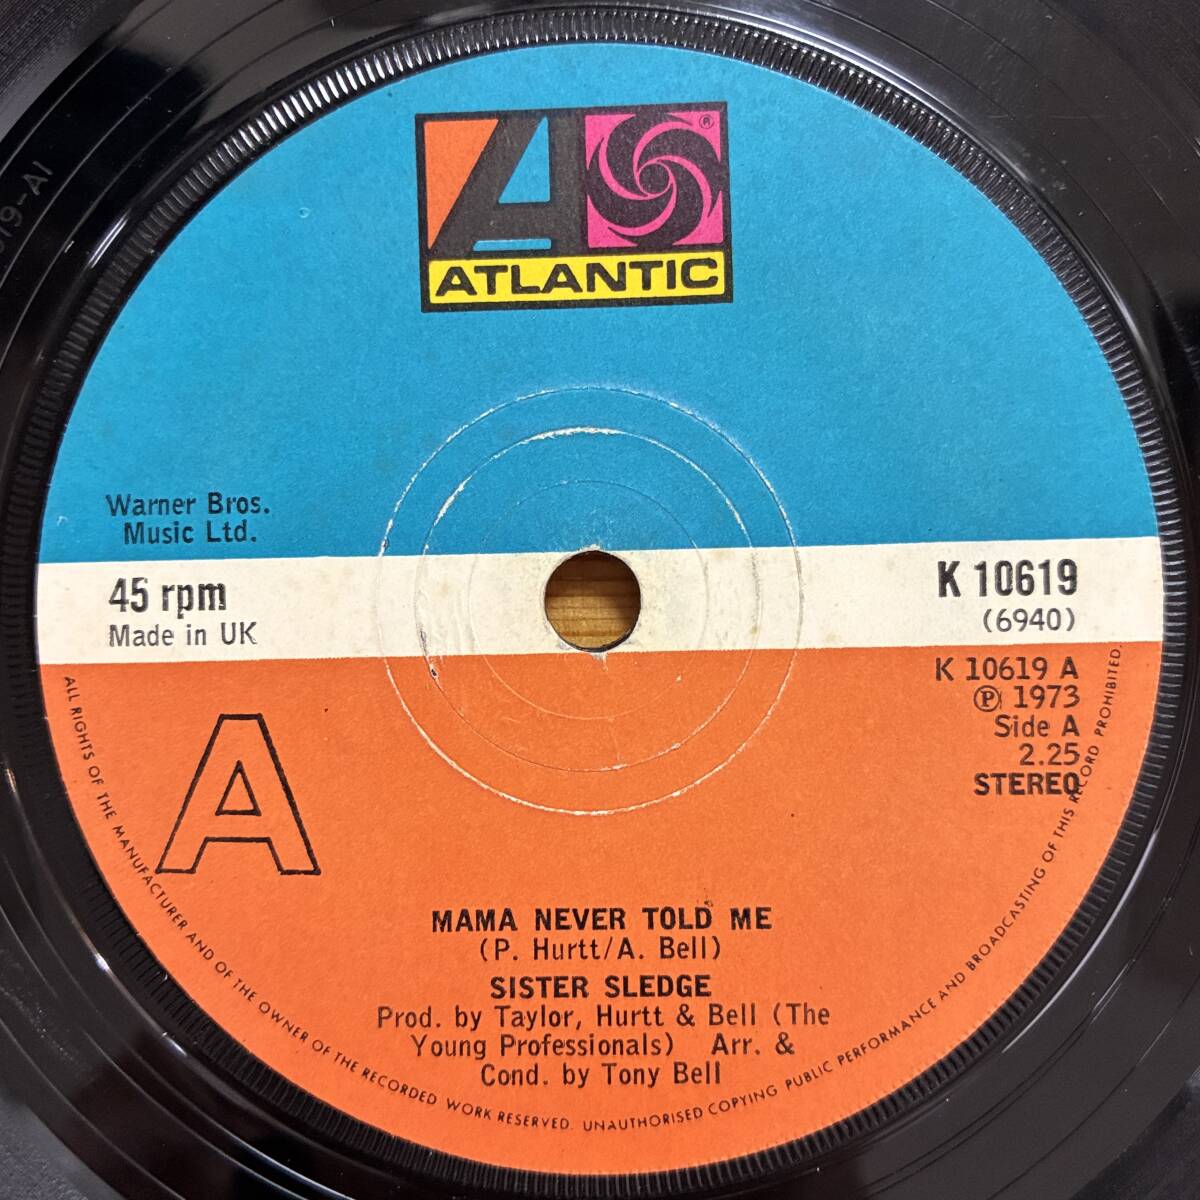 ATLANTIC
®
Warner Bros.
Music Ltd.
45 rpm
Made in UK
K 10619
(6940)
K 10619 A
℗ 1973
Side A
2.25
STEREO
A
MAMA NEVER TOLD ME
(P. Hurtt/A. Bell)
SISTER SLEDGE
Prod. by Taylor, Hurtt & Bell (The
Young Professionals) Arr. &
Cond. by Tony Bell
ALL RIGHTS OF THE MANUFACTURER AND OF THE OWNER OF THE RECORDED WORK RESERVED. UNAUTHORISED COPYING PUBLIC PERFORMANCE AND BROADCASTING OF THIS RECORD PROHIBITED.